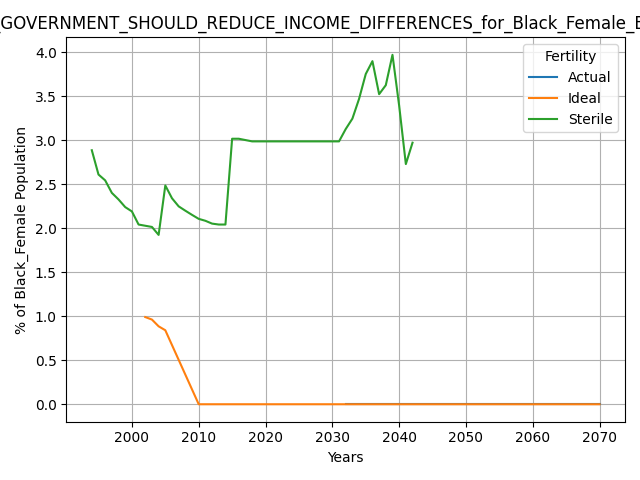 GOVERNMENT_SHOULD_REDUCE_INCOME_DIFFERENCES_for_Black_Female_
Fertility
Actual
Ideal
Sterile
% of Black_Female Population
4.0
3.5
3.0
2.5
2.0
1.5
1.0
0.5
0.0
2000 2010 2020 2030 2040 2050 2060 2070
Years